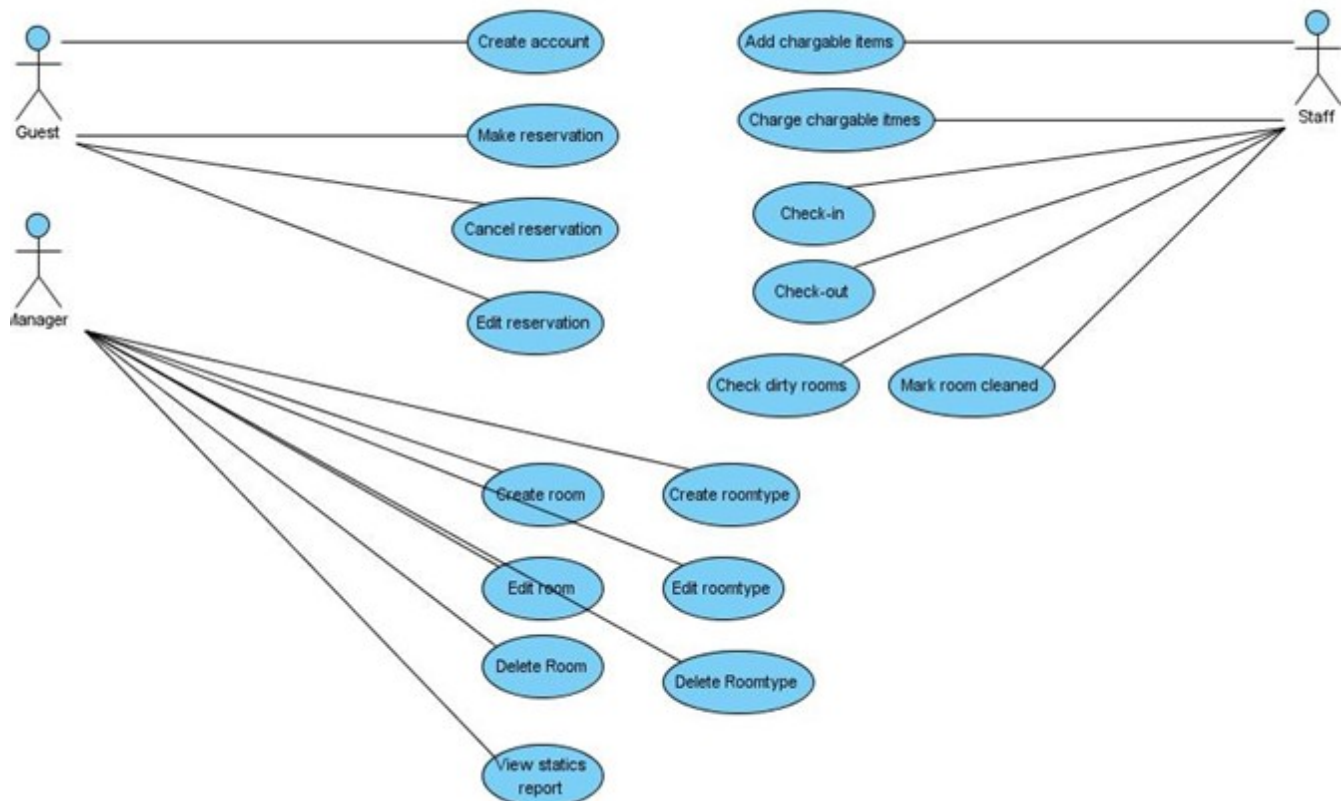 Create account
Add chargable items
Guest
Staff
Make reservation
Charge chargable itmes
Cancel reservation
Check-in
Manager
Edit reservation
Check-out
Check dirty rooms
Mark room cleaned
Create room
Create roomtype
Edit room
Edit roomtype
Delete Room
Delete Roomtype
View statics
report